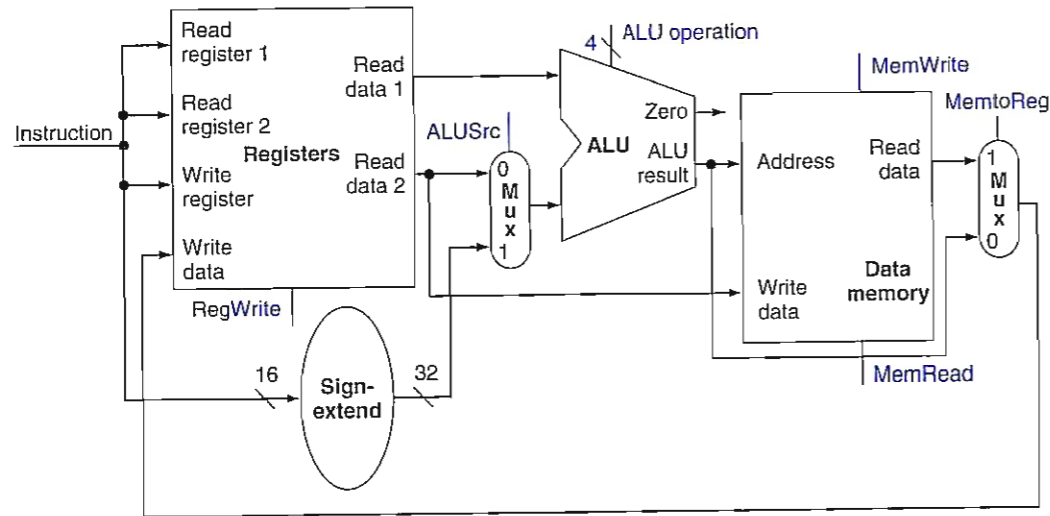 Instruction
Read
register 1
Read
register 2
Registers
Write
register
Write
data
Read
data 1
Read
data 2
RegWrite
16
Sign-
extend
32
ALUSrc
0
M
u
x
1
4
ALU operation
Zero
ALU
ALU
result
MemWrite
Address
Read
data
Write
data
Data
memory
MemRead
MemtoReg
1
M
u
x
0